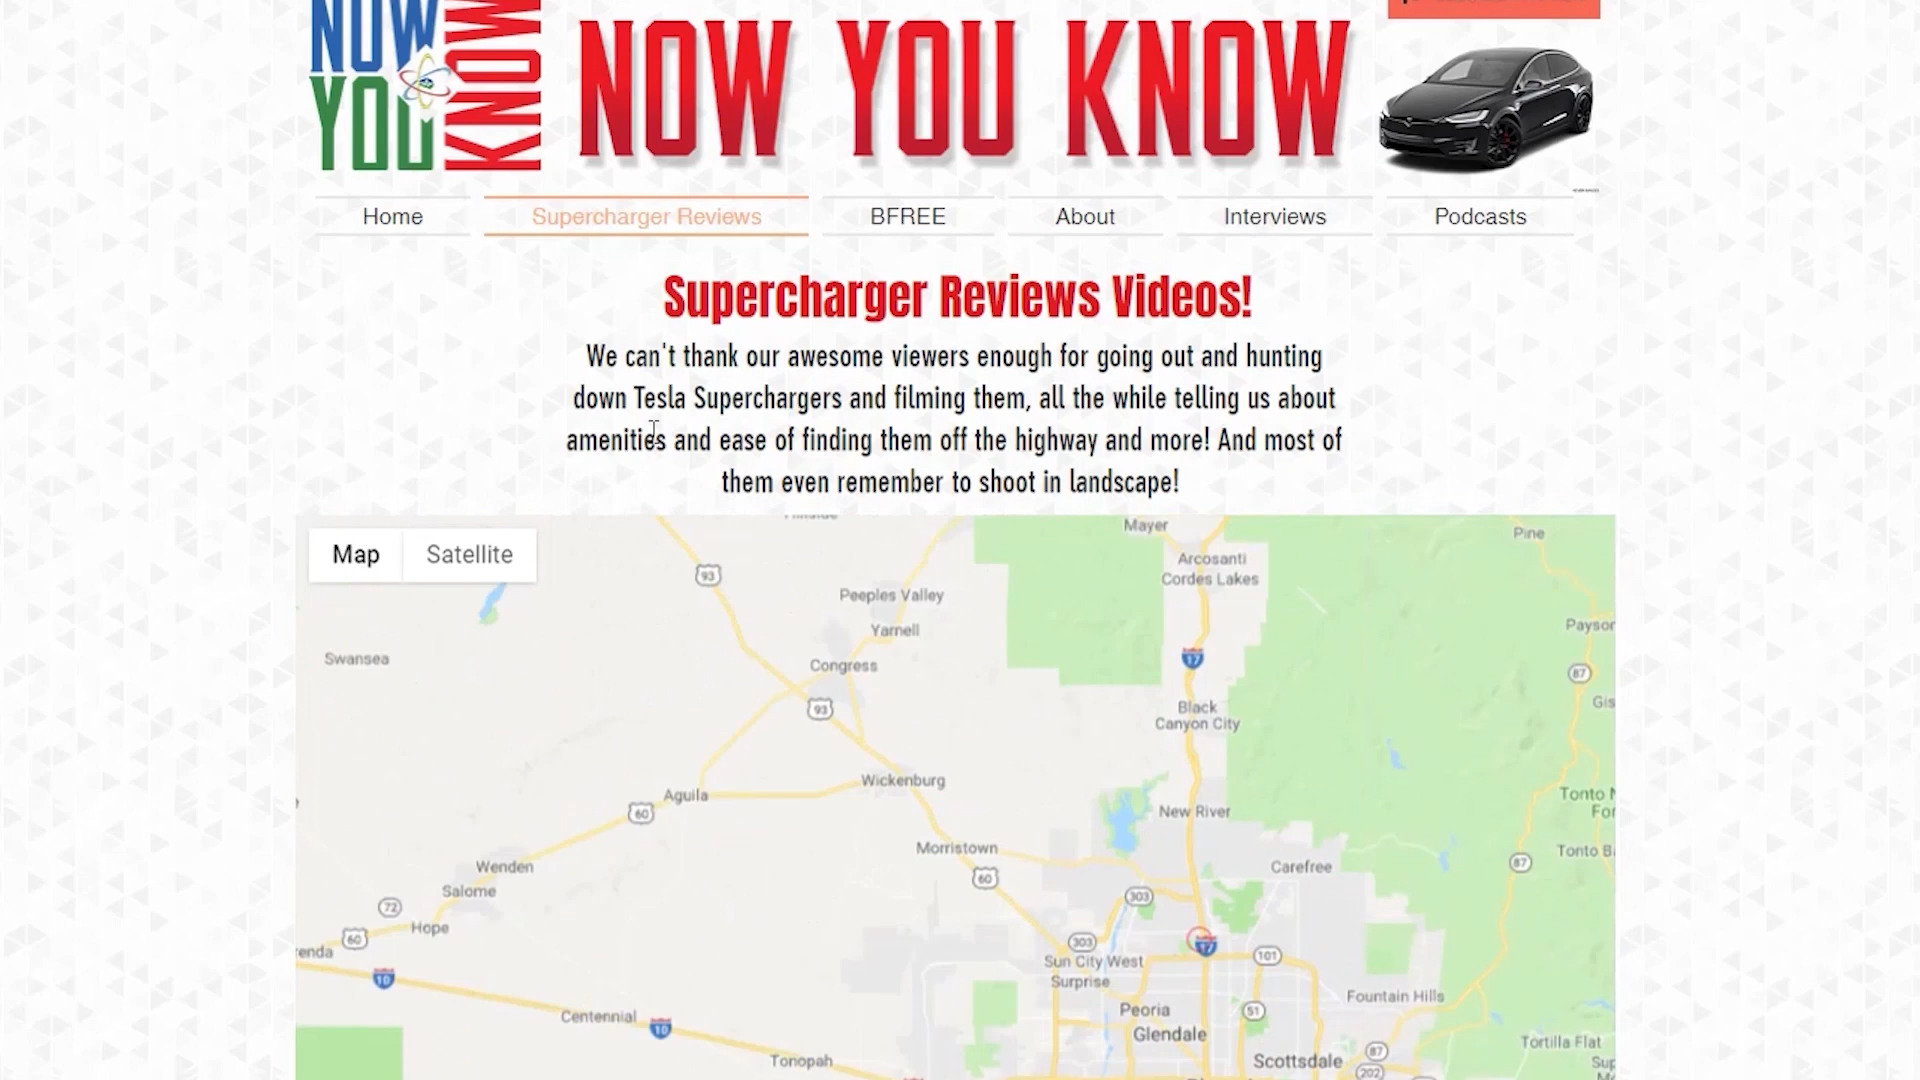 NOW
YOU
KNOW
NOW YOU KNOW
Home
Supercharger Reviews
BFREE
About
Interviews
Podcasts
Supercharger Reviews Videos!
We can't thank our awesome viewers enough for going out and hunting
down Tesla Superchargers and filming them, all the while telling us about
amenities and ease of finding them off the highway and more! And most of
them even remember to shoot in landscape!
Map
Satellite
Mayer
Pine
Arcosanti
Cordes Lakes
93
Peeples Valley
Yarnell
Payson
Swansea
Congress
17
87
93
Black
Canyon City
Wickenburg
Aguila
60
New River
Tonto
Morristown
60
Wenden
Carefree
87
Tonto
Salome
72
303
Hope
60
303
17
101
10
Sun City West
Surprise
Fountain Hills
Centennial
10
Peoria
51
Glendale
Tonopah
Scottsdale
87
202
Tortilla Flat